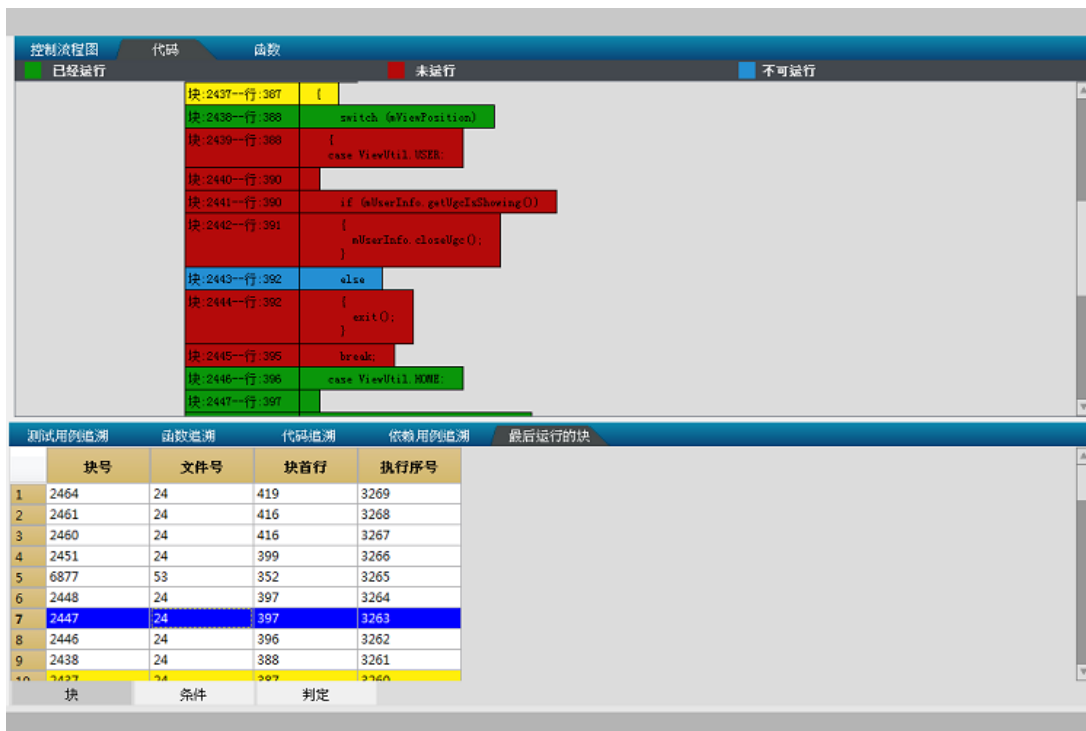 控制流程图 代码 函数
已经运行 未运行 不可运行
块:2437--行:387 {
块:2438--行:388 switch (mViewPosition)
块:2439--行:388 {
case ViewUtil.USER:
块:2440--行:390
块:2441--行:390 if (mUserInfo.getUgcIsShowing())
块:2442--行:391 {
mUserInfo.closeUgc();
}
块:2443--行:392 else
块:2444--行:392 {
exit();
}
块:2445--行:395 break;
块:2446--行:396 case ViewUtil.HOME:
块:2447--行:397
测试用例追溯 函数追溯 代码追溯 依赖用例追溯 最后运行的块
块号 文件号 块首行 执行序号
1 2464 24 419 3269
2 2461 24 416 3268
3 2460 24 416 3267
4 2451 24 399 3266
5 6877 53 352 3265
6 2448 24 397 3264
7 2447 24 397 3263
8 2446 24 396 3262
9 2438 24 388 3261
10 2437 24 387 3260
块 条件 判定